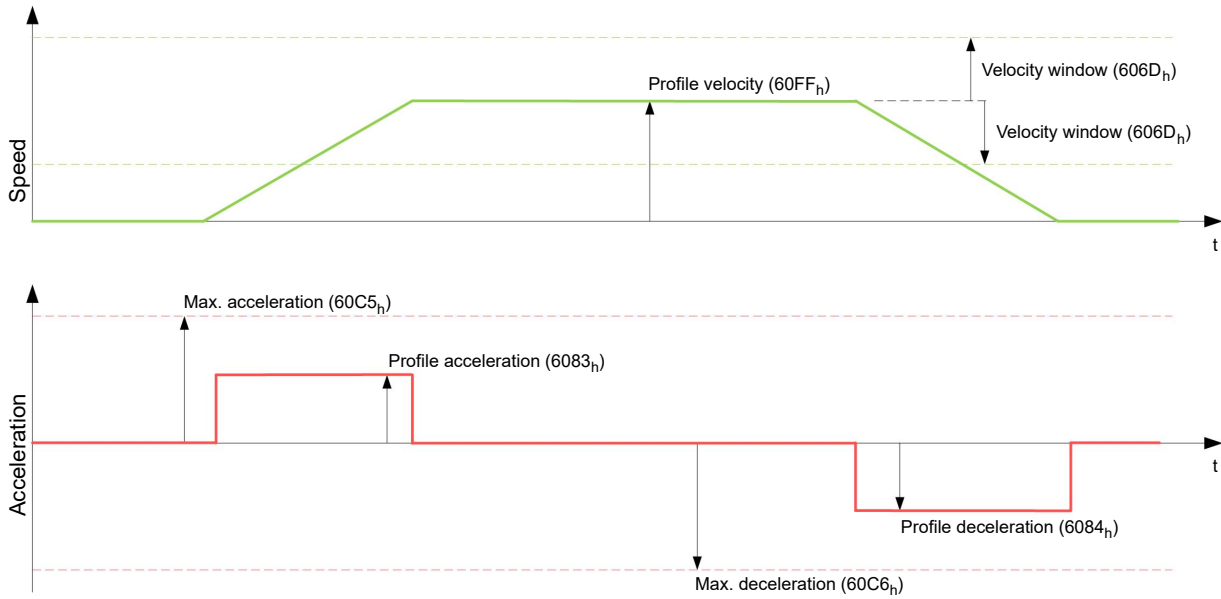 Velocity window (606Dh)
Profile velocity (60FFh)
Velocity window (606Dh)
Speed
t
Max. acceleration (60C5h)
Profile acceleration (6083h)
Acceleration
t
Profile deceleration (6084h)
Max. deceleration (60C6h)